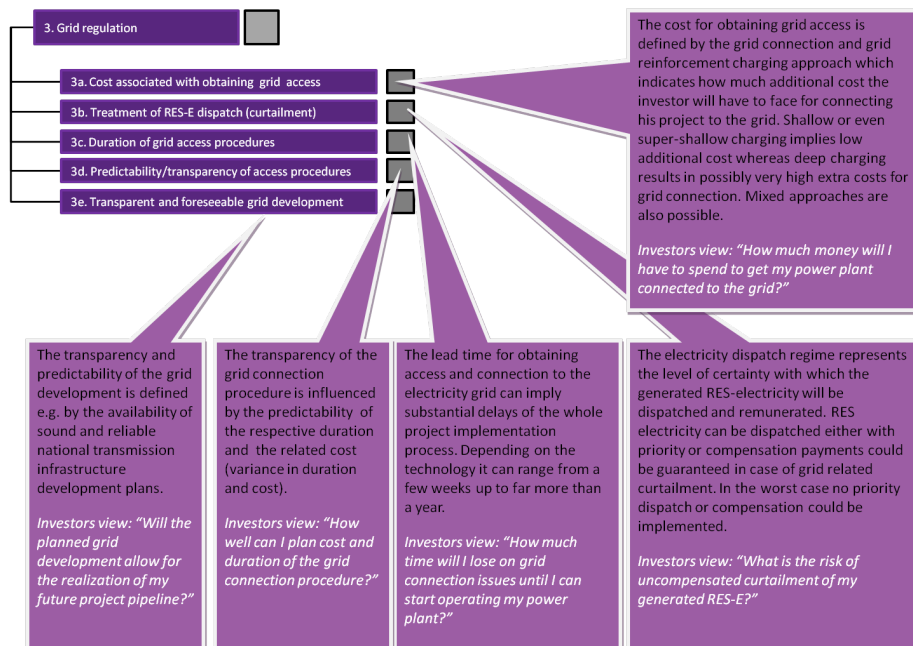 3. Grid regulation
3a. Cost associated with obtaining grid access
3b. Treatment of RES-E dispatch (curtailment)
3c. Duration of grid access procedures
3d. Predictability/transparency of access procedures
3e. Transparent and foreseeable grid development
The cost for obtaining grid access is
defined by the grid connection and grid
reinforcement charging approach which
indicates how much additional cost the
investor will have to face for connecting
his project to the grid. Shallow or even
super-shallow charging implies low
additional cost whereas deep charging
results in possibly very high extra costs for
grid connection. Mixed approaches are
also possible.
Investors view: “How much money will I
have to spend to get my power plant
connected to the grid?”
The transparency and
predictability of the grid
development is defined
e.g. by the availability of
sound and reliable
national transmission
infrastructure
development plans.
Investors view: “Will the
planned grid
development allow for
the realization of my
future project pipeline?”
The transparency of the
grid connection
procedure is influenced
by the predictability of
the respective duration
and the related cost
(variance in duration
and cost).
Investors view: “How
well can I plan cost and
duration of the grid
connection procedure?”
The lead time for obtaining
access and connection to the
electricity grid can imply
substantial delays of the whole
project implementation
process. Depending on the
technology it can range from a
few weeks up to far more than
a year.
Investors view: “How much
time will I lose on grid
connection issues until I can
start operating my power
plant?”
The electricity dispatch regime represents
the level of certainty with which the
generated RES-electricity will be
dispatched and remunerated. RES
electricity can be dispatched either with
priority or compensation payments could
be guaranteed in case of grid related
curtailment. In the worst case no priority
dispatch or compensation could be
implemented.
Investors view: “What is the risk of
uncompensated curtailment of my
generated RES-E?”